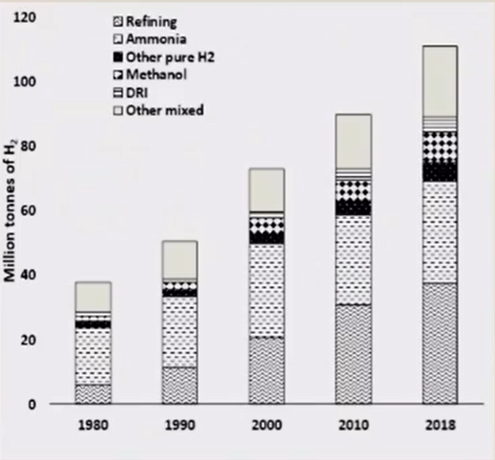 120
100
80
60
40
20
0
Million tonnes of H2
Refining
Ammonia
Other pure H2
Methanol
DRI
Other mixed
1980 1990 2000 2010 2018